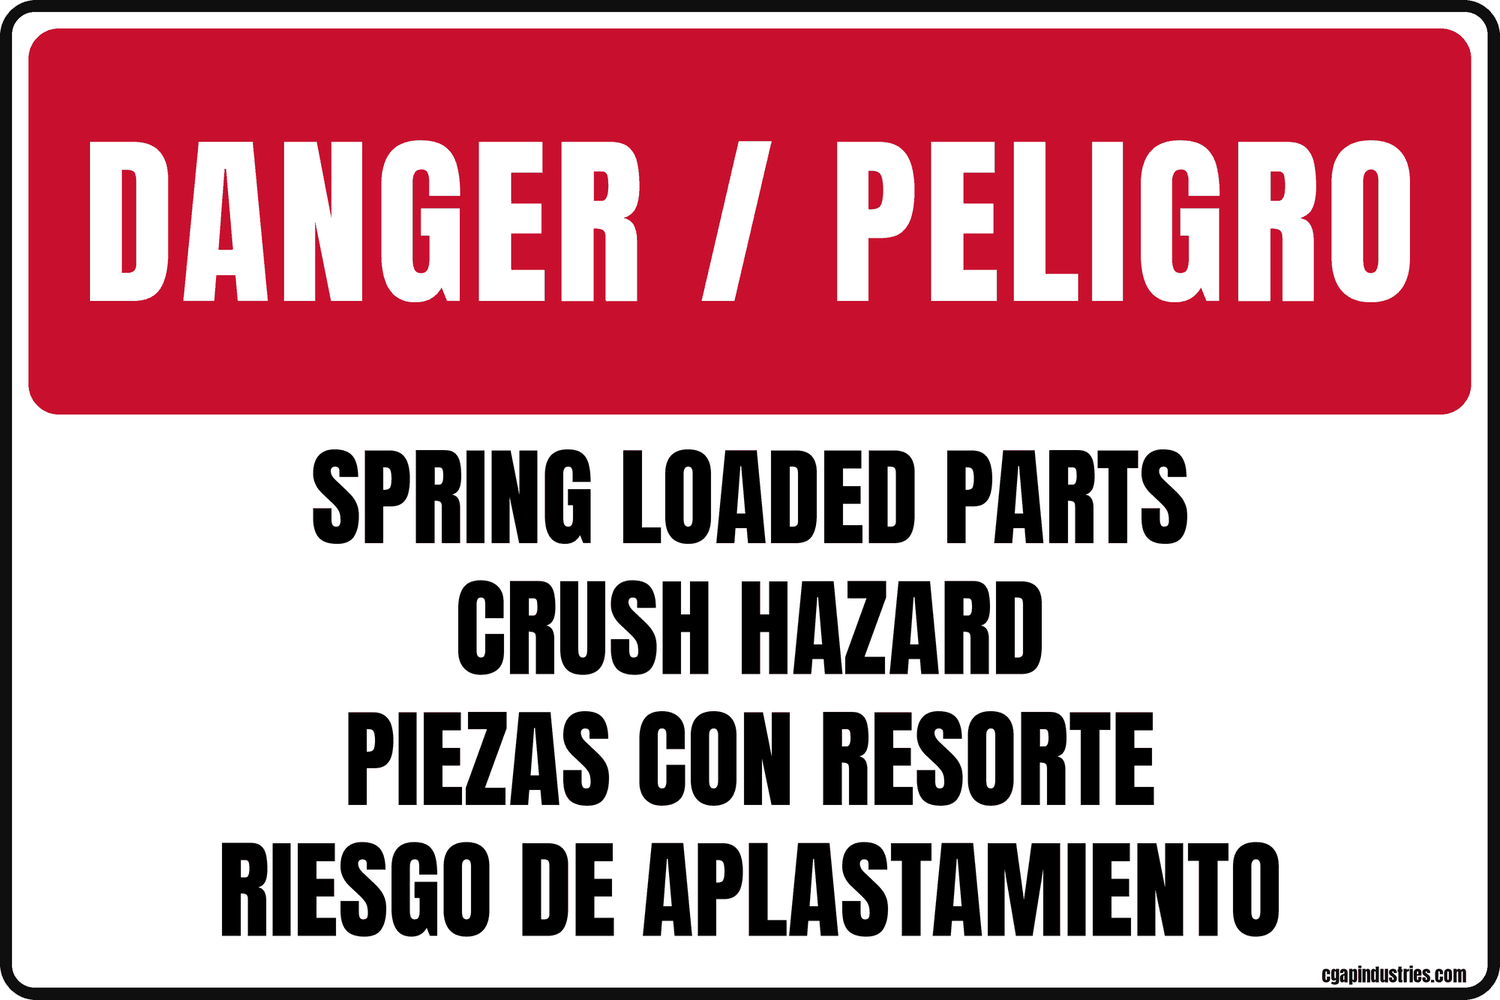 DANGER / PELIGRO
SPRING LOADED PARTS
CRUSH HAZARD
PIEZAS CON RESORTE
RIESGO DE APLASTAMIENTO
cgapindustries.com